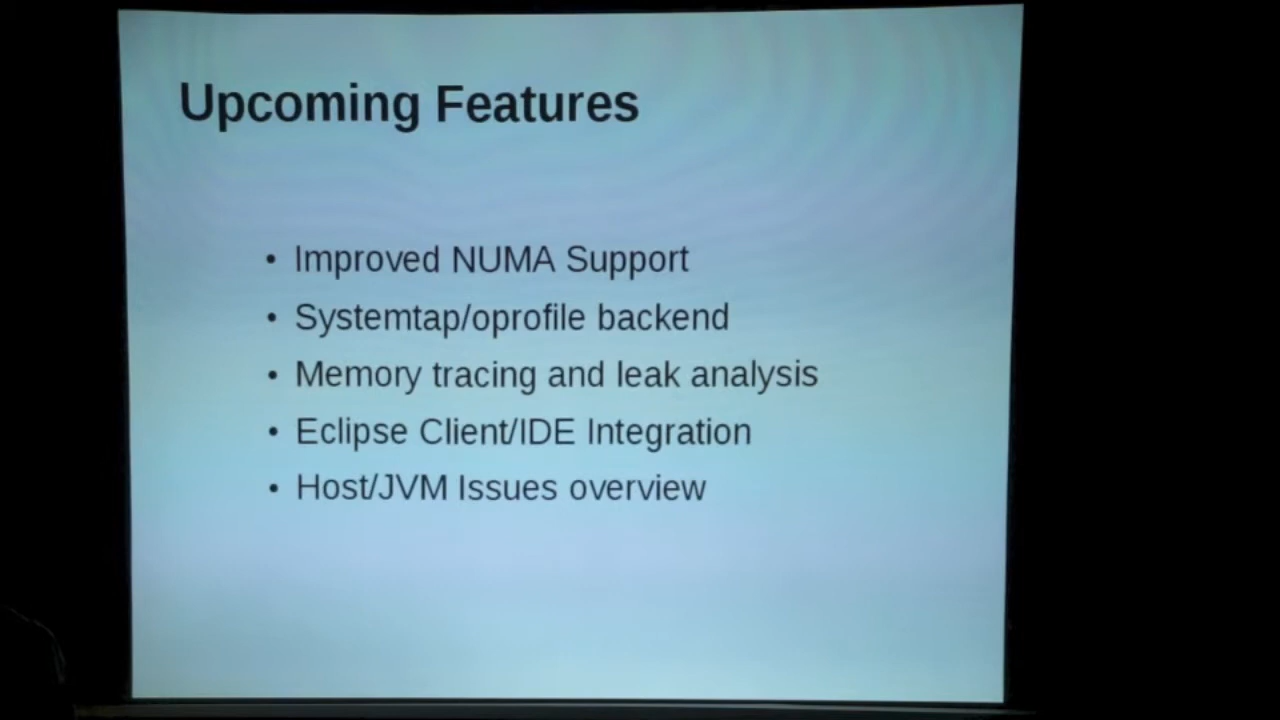 Upcoming Features
• Improved NUMA Support
• Systemtap/oprofile backend
• Memory tracing and leak analysis
• Eclipse Client/IDE Integration
• Host/JVM Issues overview